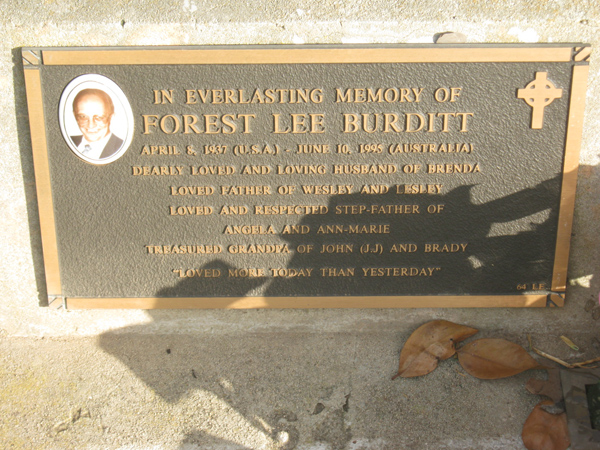 IN EVERLASTING MEMORY OF
FOREST LEE BURDITT
APRIL 8, 1937 (U.S.A.) - JUNE 10, 1995 (AUSTRALIA)
DEARLY LOVED AND LOVING HUSBAND OF BRENDA
LOVED FATHER OF WESLEY AND LESLEY
LOVED AND RESPECTED STEP-FATHER OF
ANGELA AND ANN-MARIE
TREASURED GRANDPA OF JOHN (J.J) AND BRADY
"LOVED MORE TODAY THAN YESTERDAY"
64 LE